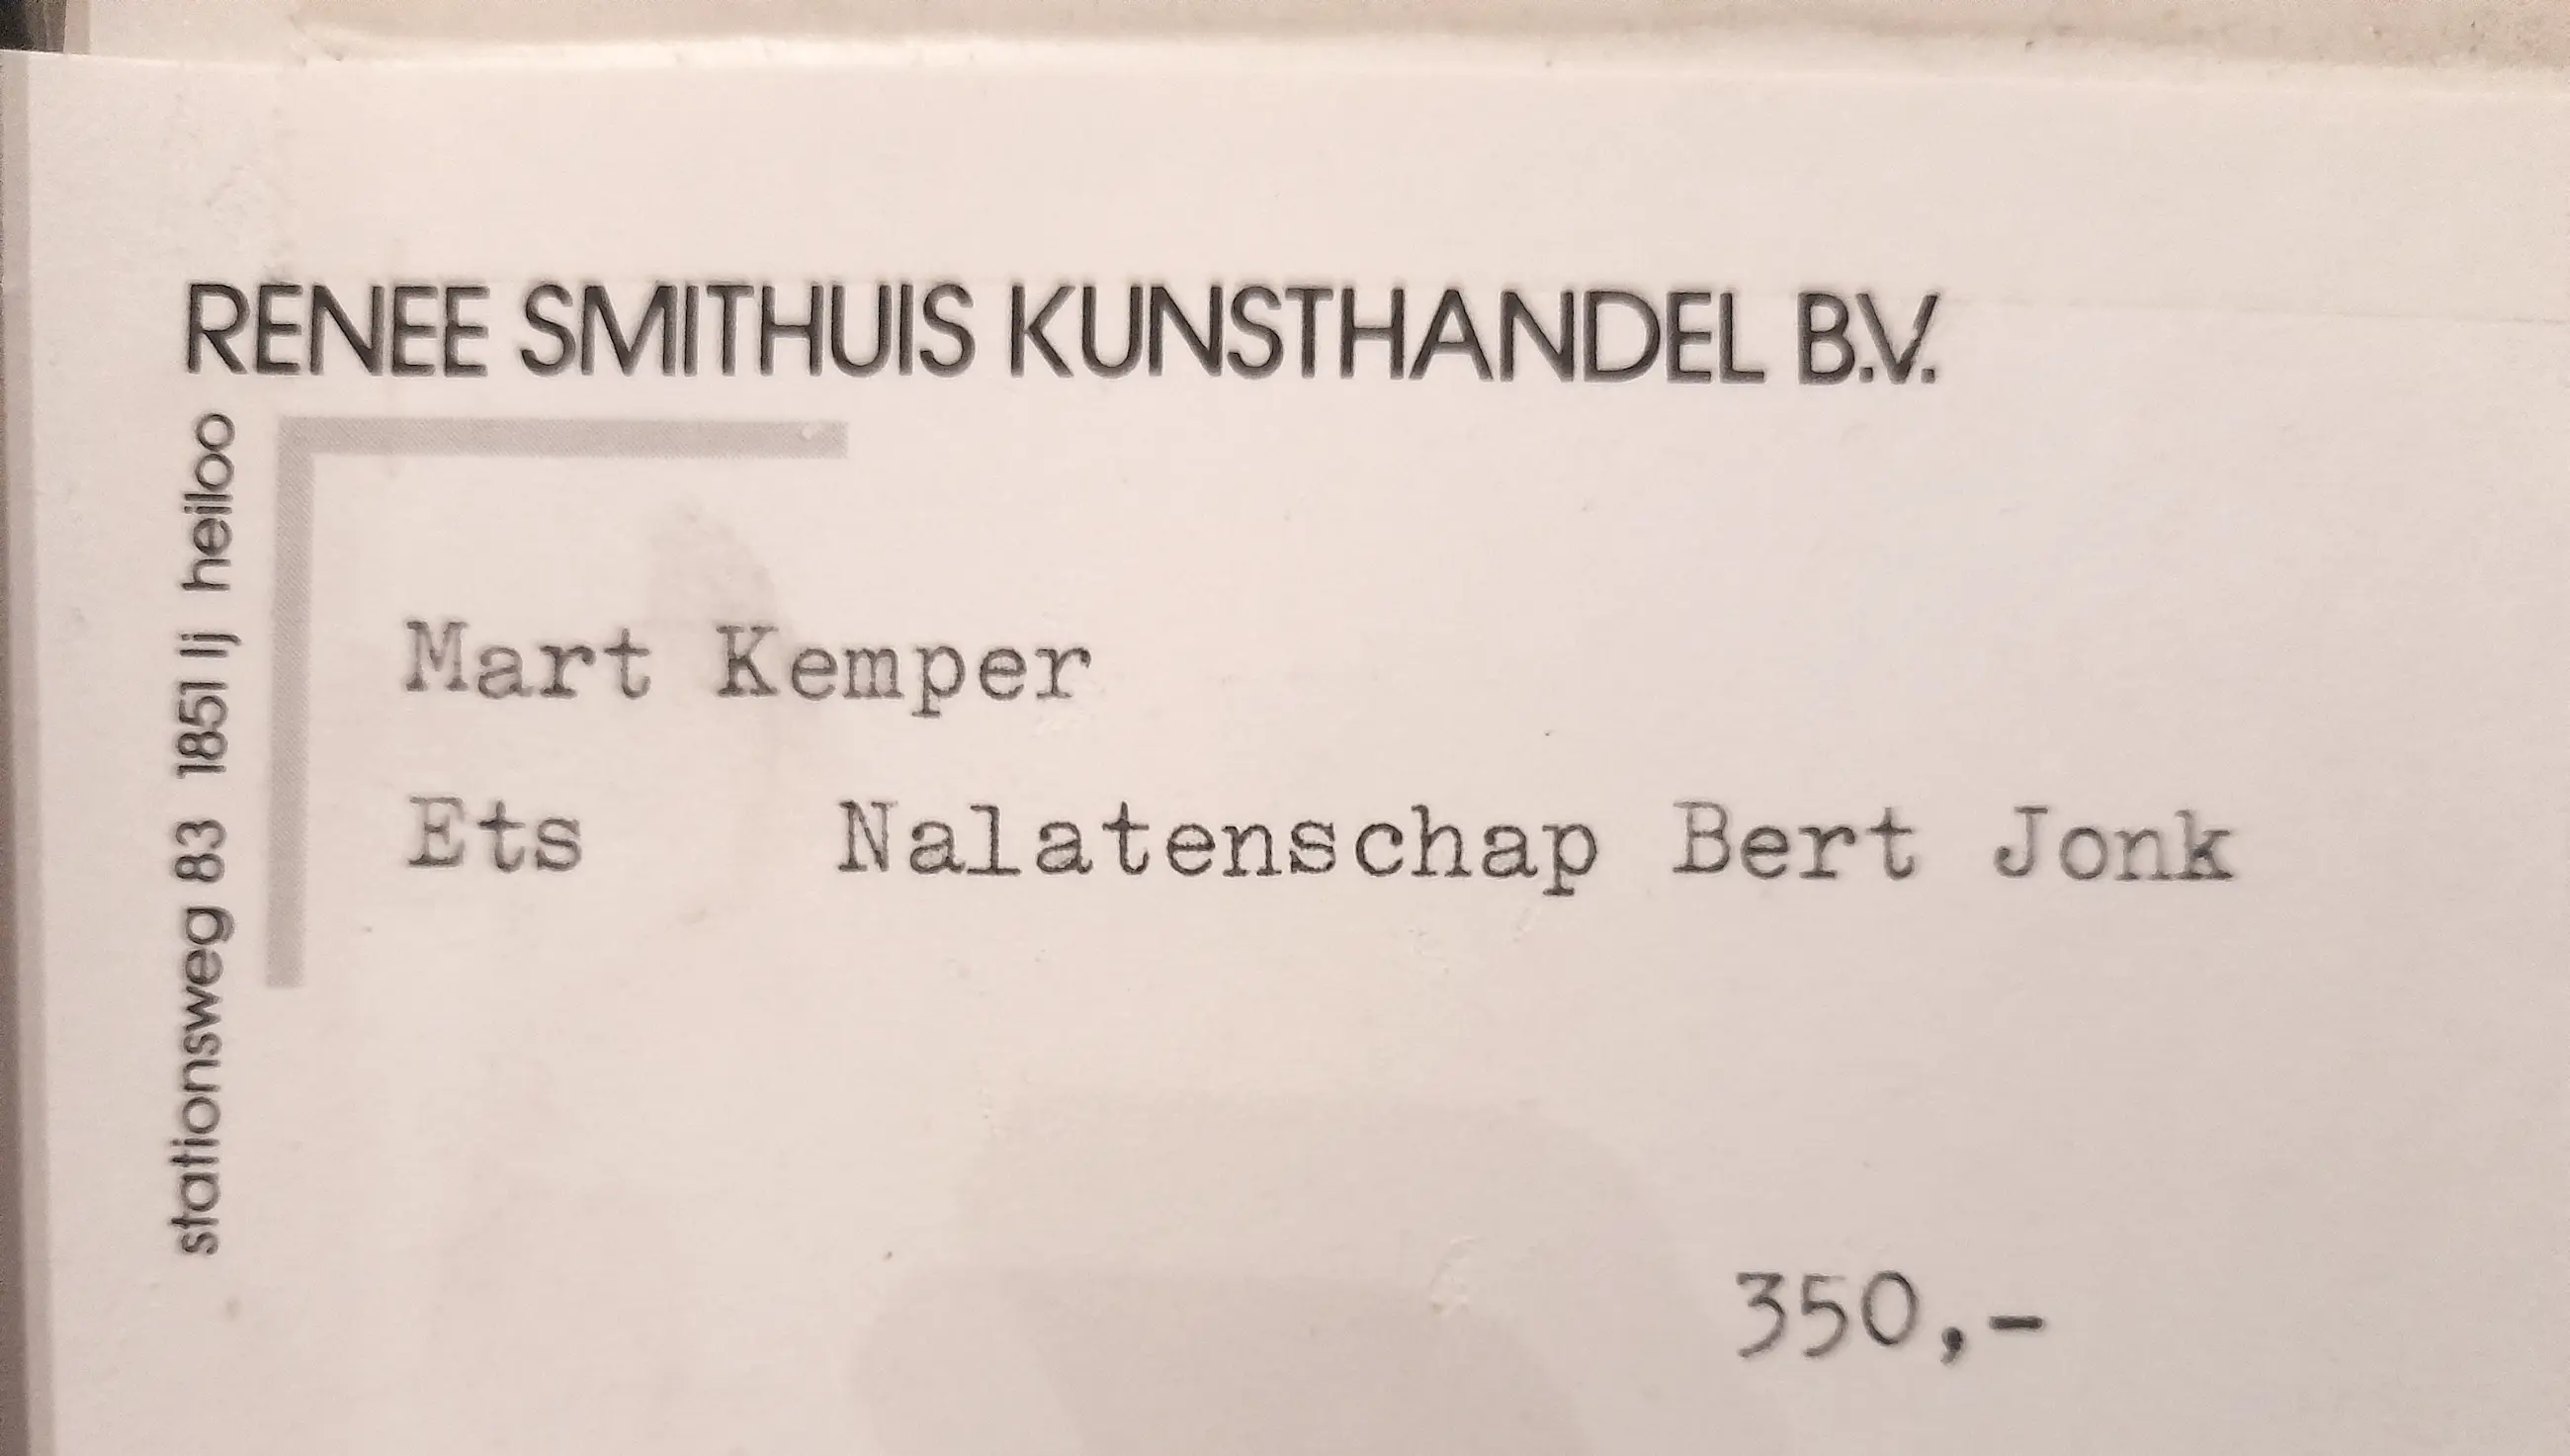 RENEE SMITHUIS KUNSTHANDEL B.V.
stationsweg 83 1851 lj heiloo
Mart Kemper
Ets Nalatenschap Bert Jonk
350,-